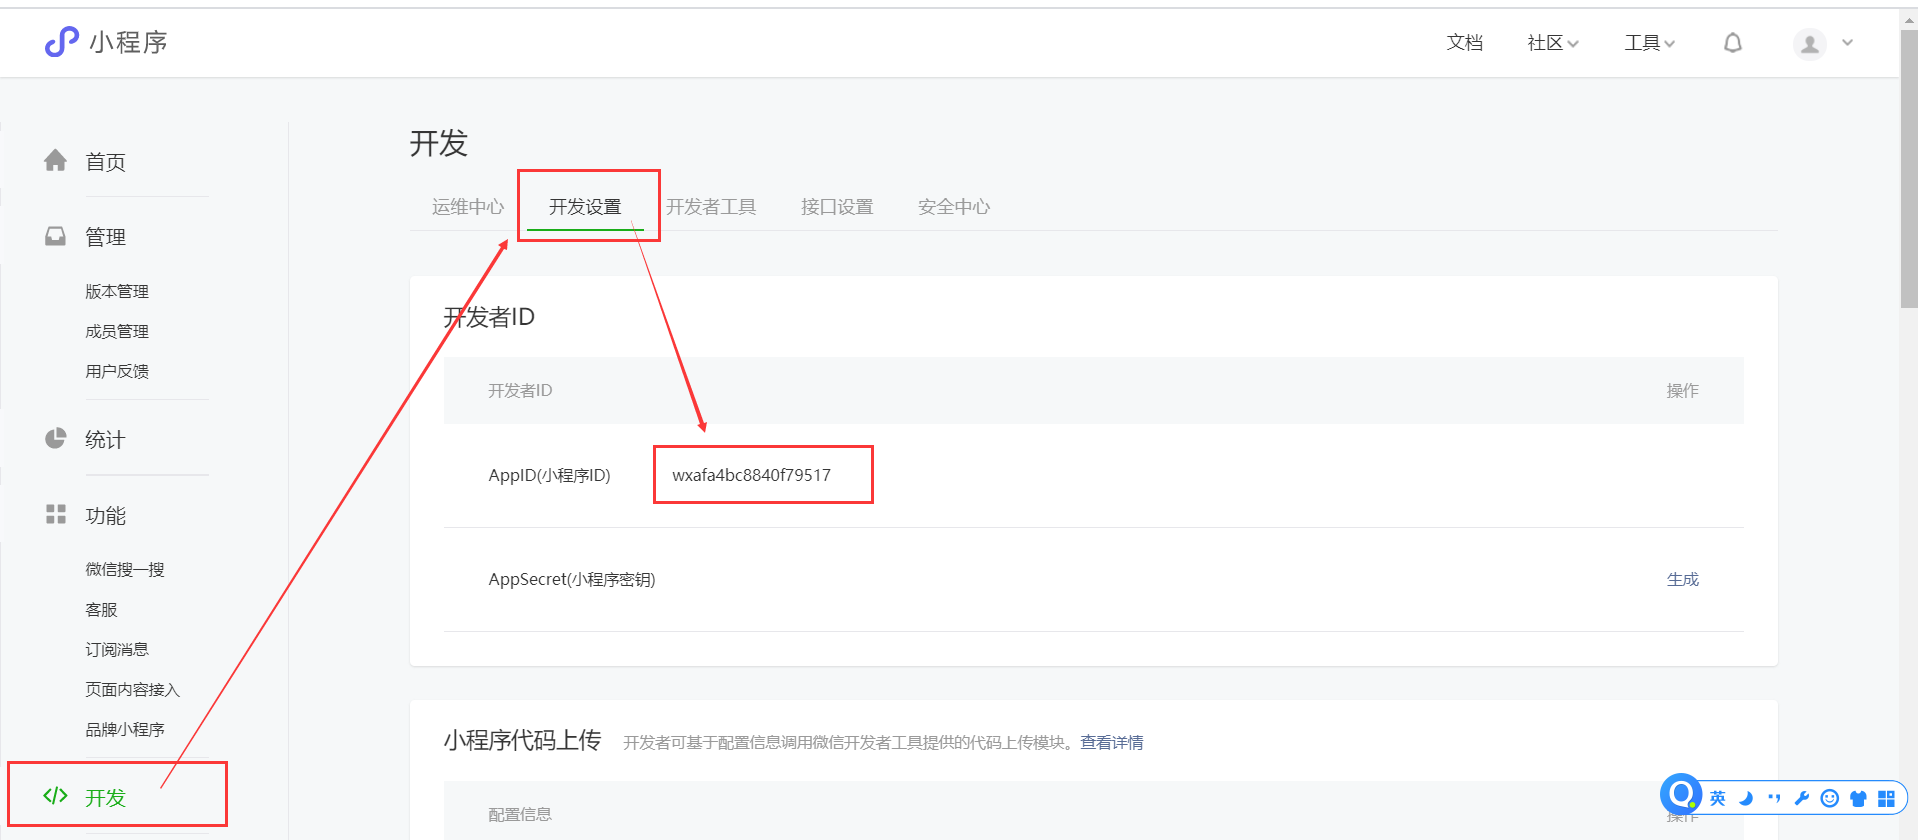 小程序
文档
社区
工具
首页
管理
版本管理
成员管理
用户反馈
统计
功能
微信搜一搜
客服
订阅消息
页面内容接入
品牌小程序
开发
开发
运维中心
开发设置
开发者工具
接口设置
安全中心
开发者ID
开发者ID
操作
AppID(小程序ID)
wxafa4bc8840f79517
AppSecret(小程序密钥)
生成
小程序代码上传
开发者可基于配置信息调用微信开发者工具提供的代码上传模块。查看详情
配置信息
操作
英